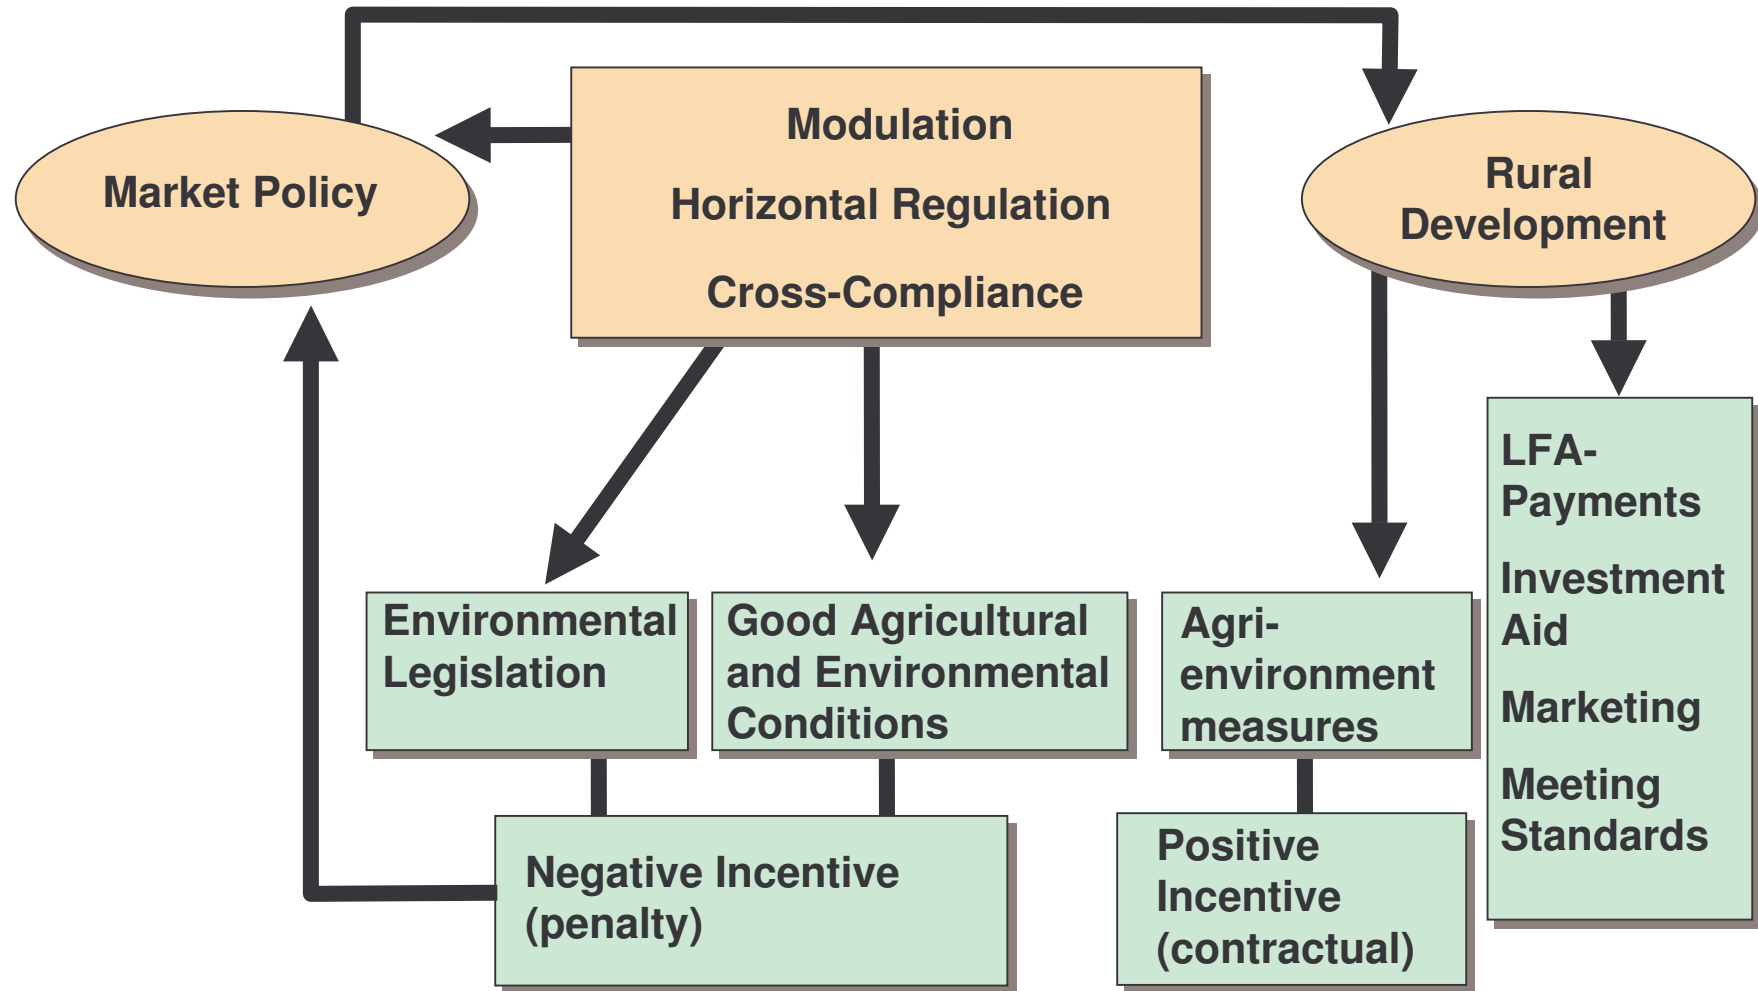 Market Policy
Modulation
Horizontal Regulation
Cross-Compliance
Rural
Development
Environmental
Legislation
Good Agricultural
and Environmental
Conditions
Agri-
environment
measures
LFA-
Payments
Investment
Aid
Marketing
Meeting
Standards
Negative Incentive
(penalty)
Positive
Incentive
(contractual)